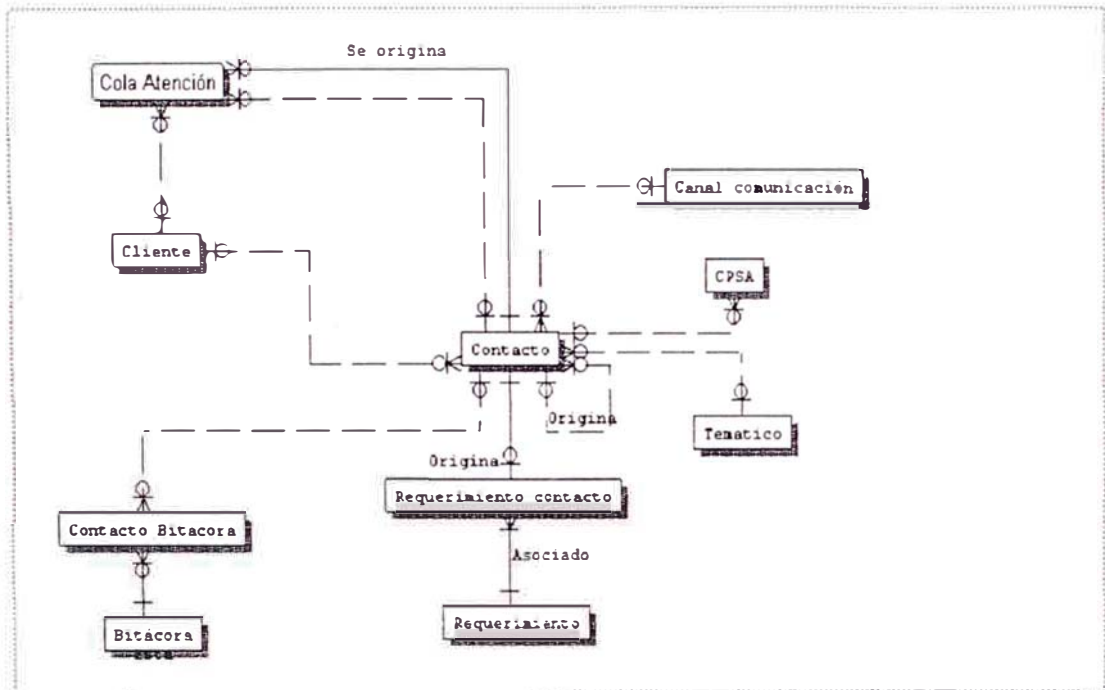 Se origina
Cola Atención
Canal comunicación
Cliente
CPSA
Contacto
Origina
Tematico
Origina
Requerimiento contacto
Contacto Bitacora
Asociado
Requerimiento
Bitácora